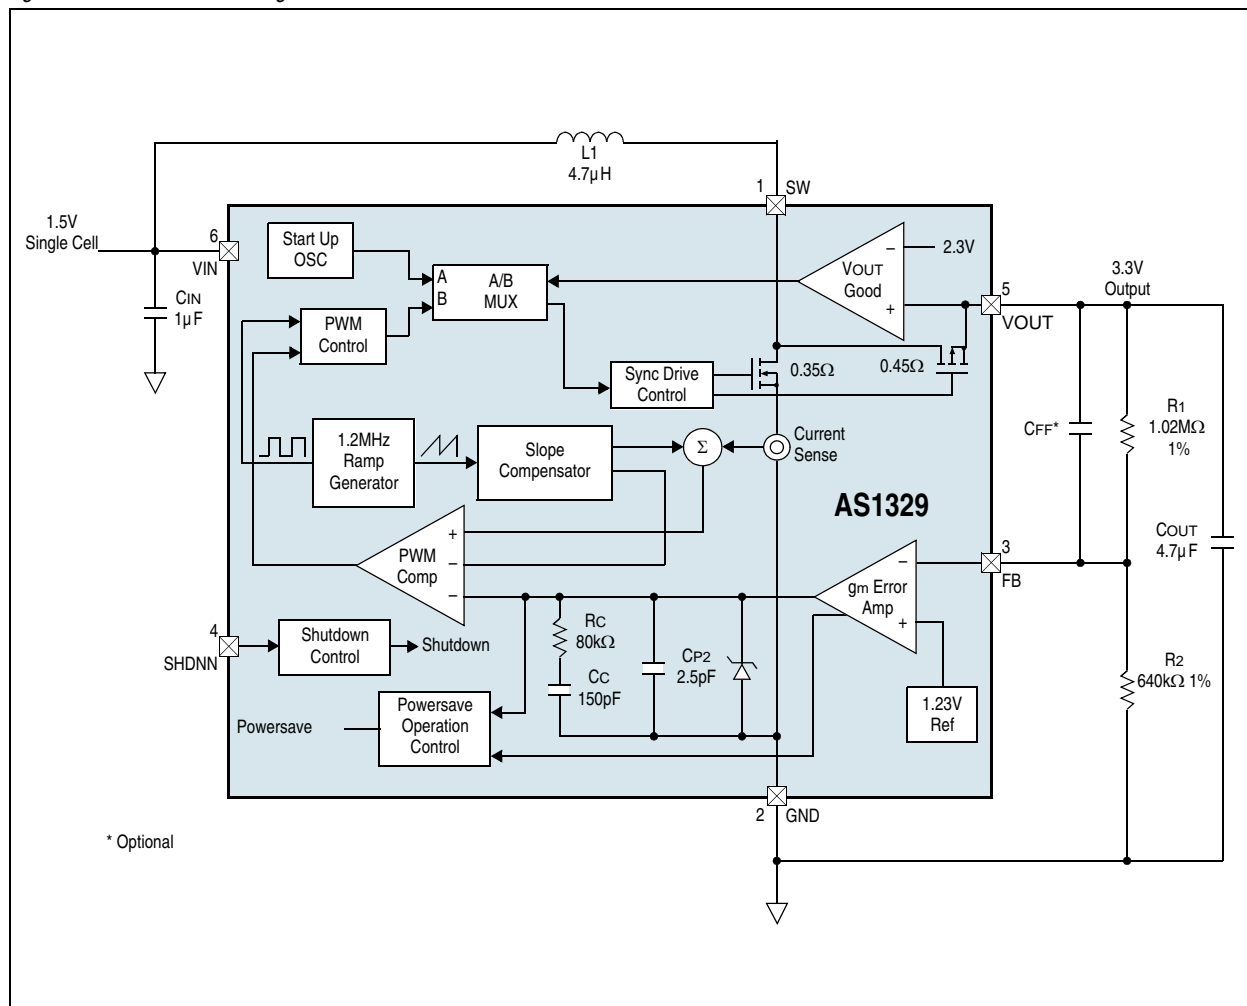 L1
4.7µH
1
SW
1.5V
Single Cell
6
VIN
CIN
1µF
Start Up
OSC
A
B
A/B
MUX
VOUT
Good
–
+
2.3V
3.3V
Output
5
VOUT
PWM
Control
Sync Drive
Control
0.35Ω
0.45Ω
1.2MHz
Ramp
Generator
Slope
Compensator
Σ
Current
Sense
CFF*
R1
1.02MΩ
1%
AS1329
COUT
4.7µF
PWM
Comp
+
–
–
gm Error
Amp
–
+
3
FB
4
SHDNN
Shutdown
Control
Shutdown
RC
80kΩ
CC
150pF
CP2
2.5pF
R2
640kΩ 1%
1.23V
Ref
Powersave
Powersave
Operation
Control
2
GND
* Optional